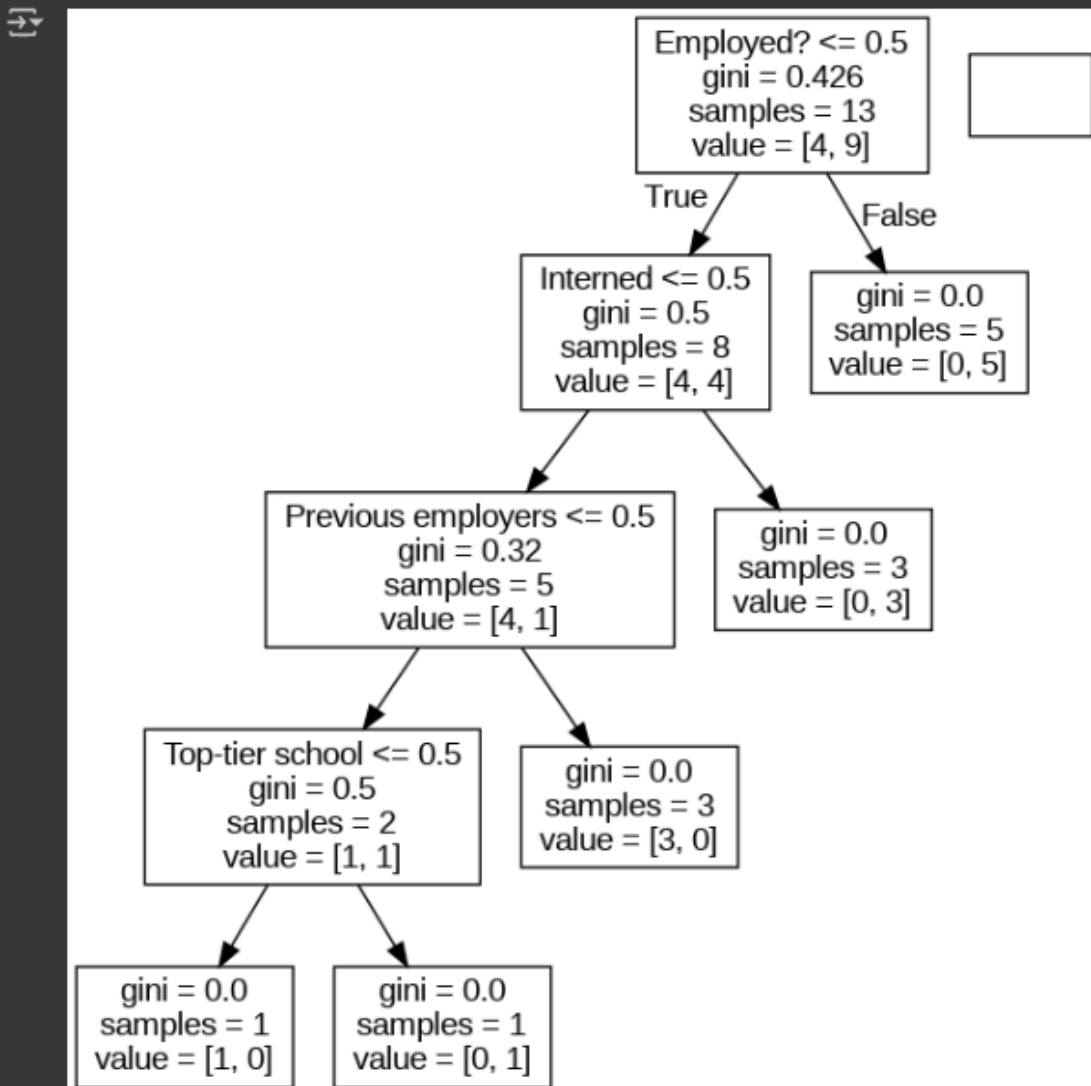 Employed? <= 0.5
gini = 0.426
samples = 13
value = [4, 9]
True
False
Interned <= 0.5
gini = 0.5
samples = 8
value = [4, 4]
gini = 0.0
samples = 5
value = [0, 5]
Previous employers <= 0.5
gini = 0.32
samples = 5
value = [4, 1]
gini = 0.0
samples = 3
value = [0, 3]
Top-tier school <= 0.5
gini = 0.5
samples = 2
value = [1, 1]
gini = 0.0
samples = 3
value = [3, 0]
gini = 0.0
samples = 1
value = [1, 0]
gini = 0.0
samples = 1
value = [0, 1]